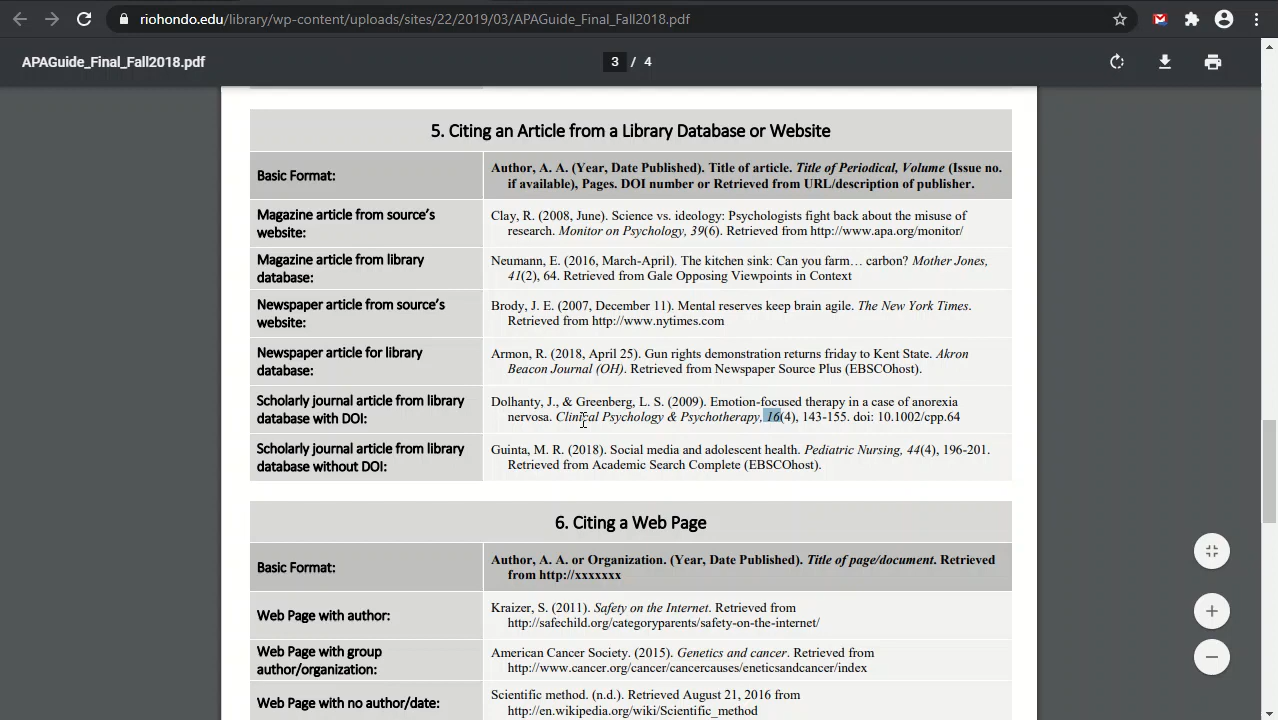 riohondo.edu/library/wp-content/uploads/sites/22/2019/03/APAGuide_Final_Fall2018.pdf
APAGuide_Final_Fall2018.pdf
3 / 4
5. Citing an Article from a Library Database or Website
Basic Format:
Author, A. A. (Year, Date Published). Title of article. Title of Periodical, Volume (Issue no.
if available), Pages. DOI number or Retrieved from URL/description of publisher.
Magazine article from source's
website:
Clay, R. (2008, June). Science vs. ideology: Psychologists fight back about the misuse of
research. Monitor on Psychology, 39(6). Retrieved from http://www.apa.org/monitor/
Magazine article from library
database:
Neumann, E. (2016, March-April). The kitchen sink: Can you farm… carbon? Mother Jones,
41(2), 64. Retrieved from Gale Opposing Viewpoints in Context
Newspaper article from source's
website:
Brody, J. E. (2007, December 11). Mental reserves keep brain agile. The New York Times.
Retrieved from http://www.nytimes.com
Newspaper article for library
database:
Armon, R. (2018, April 25). Gun rights demonstration returns friday to Kent State. Akron
Beacon Journal (OH). Retrieved from Newspaper Source Plus (EBSCOhost).
Scholarly journal article from library
database with DOI:
Dolhanty, J., & Greenberg, L. S. (2009). Emotion-focused therapy in a case of anorexia
nervosa. Clinical Psychology & Psychotherapy, 16(4), 143-155. doi: 10.1002/cpp.64
Scholarly journal article from library
database without DOI:
Guinta, M. R. (2018). Social media and adolescent health. Pediatric Nursing, 44(4), 196-201.
Retrieved from Academic Search Complete (EBSCOhost).
6. Citing a Web Page
Basic Format:
Author, A. A. or Organization. (Year, Date Published). Title of page/document. Retrieved
from http://xxxxxxx
Web Page with author:
Kraizer, S. (2011). Safety on the Internet. Retrieved from
http://safechild.org/categoryparents/safety-on-the-internet/
Web Page with group
author/organization:
American Cancer Society. (2015). Genetics and cancer. Retrieved from
http://www.cancer.org/cancer/cancercauses/eneticsandcancer/index
Web Page with no author/date:
Scientific method. (n.d.). Retrieved August 21, 2016 from
http://en.wikipedia.org/wiki/Scientific_method